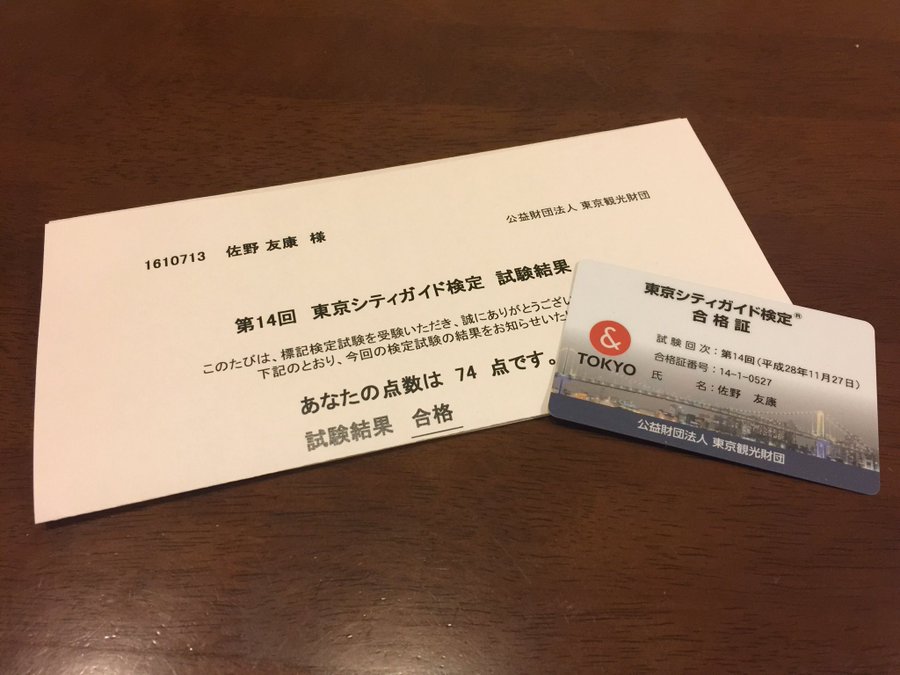 公益財団法人 東京観光財団
1610713 佐野 友康 様
第14回 東京シティガイド検定 試験結果
このたびは、標記検定試験を受験いただき、誠にありがとうござい
下記のとおり、今回の検定試験の結果をお知らせいた
あなたの点数は 74 点です。
試験結果 合格
東京シティガイド検定®
合格証
&
TOKYO
試験回次：第14回(平成28年11月27日)
合格証番号：14-1-0527
氏 名：佐野 友康
公益財団法人 東京観光財団